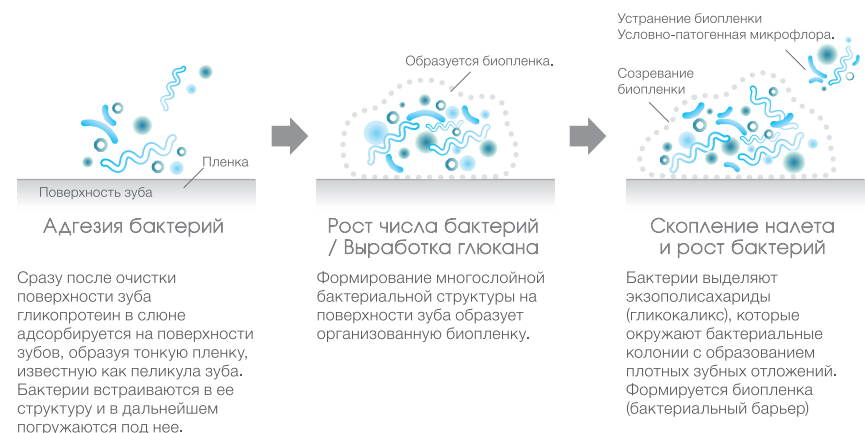 Пленка
Поверхность зуба
Адгезия бактерий
Сразу после очистки
поверхности зуба
гликопротеин в слюне
адсорбируется на поверхности
зубов, образуя тонкую пленку,
известную как пеликула зуба.
Бактерии встраиваются в ее
структуру и в дальнейшем
погружаются под нее.
Образуется биопленка.
Рост числа бактерий
/ Выработка глюкана
Формирование многослойной
бактериальной структуры на
поверхности зуба образует
организованную биопленку.
Устранение биопленки
Условно-патогенная микрофлора.
Созревание
биопленки
Скопление налета
и рост бактерий
Бактерии выделяют
экзополисахариды
(гликокаликс), которые
окружают бактериальные
колонии с образованием
плотных зубных отложений.
Формируется биопленка
(бактериальный барьер)